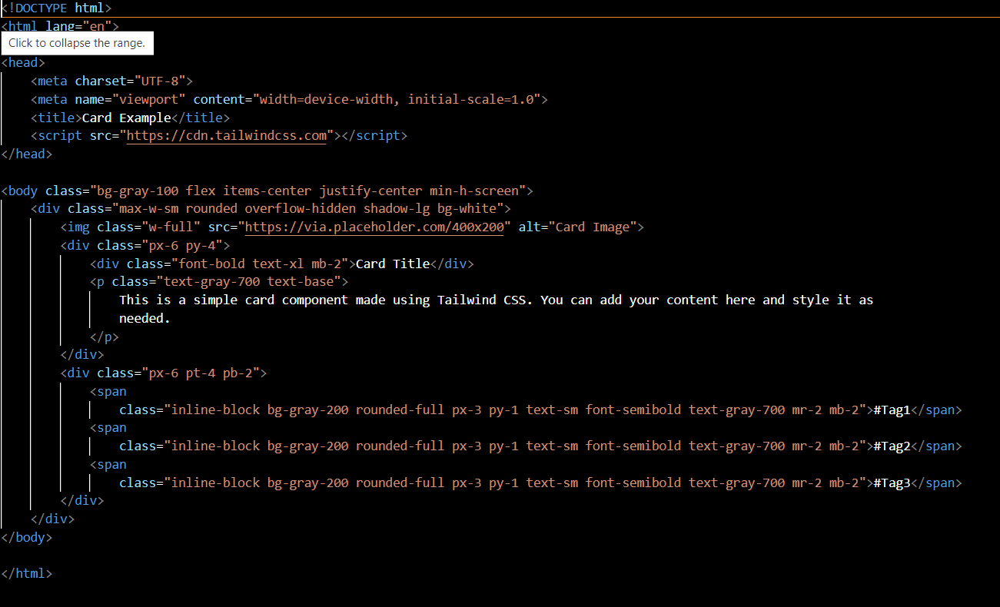 <!DOCTYPE html>
<html lang="en">
Click to collapse the range.
<head>
    <meta charset="UTF-8">
    <meta name="viewport" content="width=device-width, initial-scale=1.0">
    <title>Card Example</title>
    <script src="https://cdn.tailwindcss.com"></script>
</head>

<body class="bg-gray-100 flex items-center justify-center min-h-screen">
    <div class="max-w-sm rounded overflow-hidden shadow-lg bg-white">
        <img class="w-full" src="https://via.placeholder.com/400x200" alt="Card Image">
        <div class="px-6 py-4">
            <div class="font-bold text-xl mb-2">Card Title</div>
            <p class="text-gray-700 text-base">
                This is a simple card component made using Tailwind CSS. You can add your content here and style it as
                needed.
            </p>
        </div>
        <div class="px-6 pt-4 pb-2">
            <span
                class="inline-block bg-gray-200 rounded-full px-3 py-1 text-sm font-semibold text-gray-700 mr-2 mb-2">#Tag1</span>
            <span
                class="inline-block bg-gray-200 rounded-full px-3 py-1 text-sm font-semibold text-gray-700 mr-2 mb-2">#Tag2</span>
            <span
                class="inline-block bg-gray-200 rounded-full px-3 py-1 text-sm font-semibold text-gray-700 mr-2 mb-2">#Tag3</span>
        </div>
    </div>
</body>

</html>